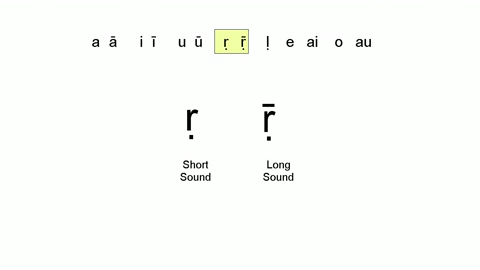 a ā i ī u ū ṛ ṝ ḷ e ai o au
ṛ ṝ
Short Sound Long Sound